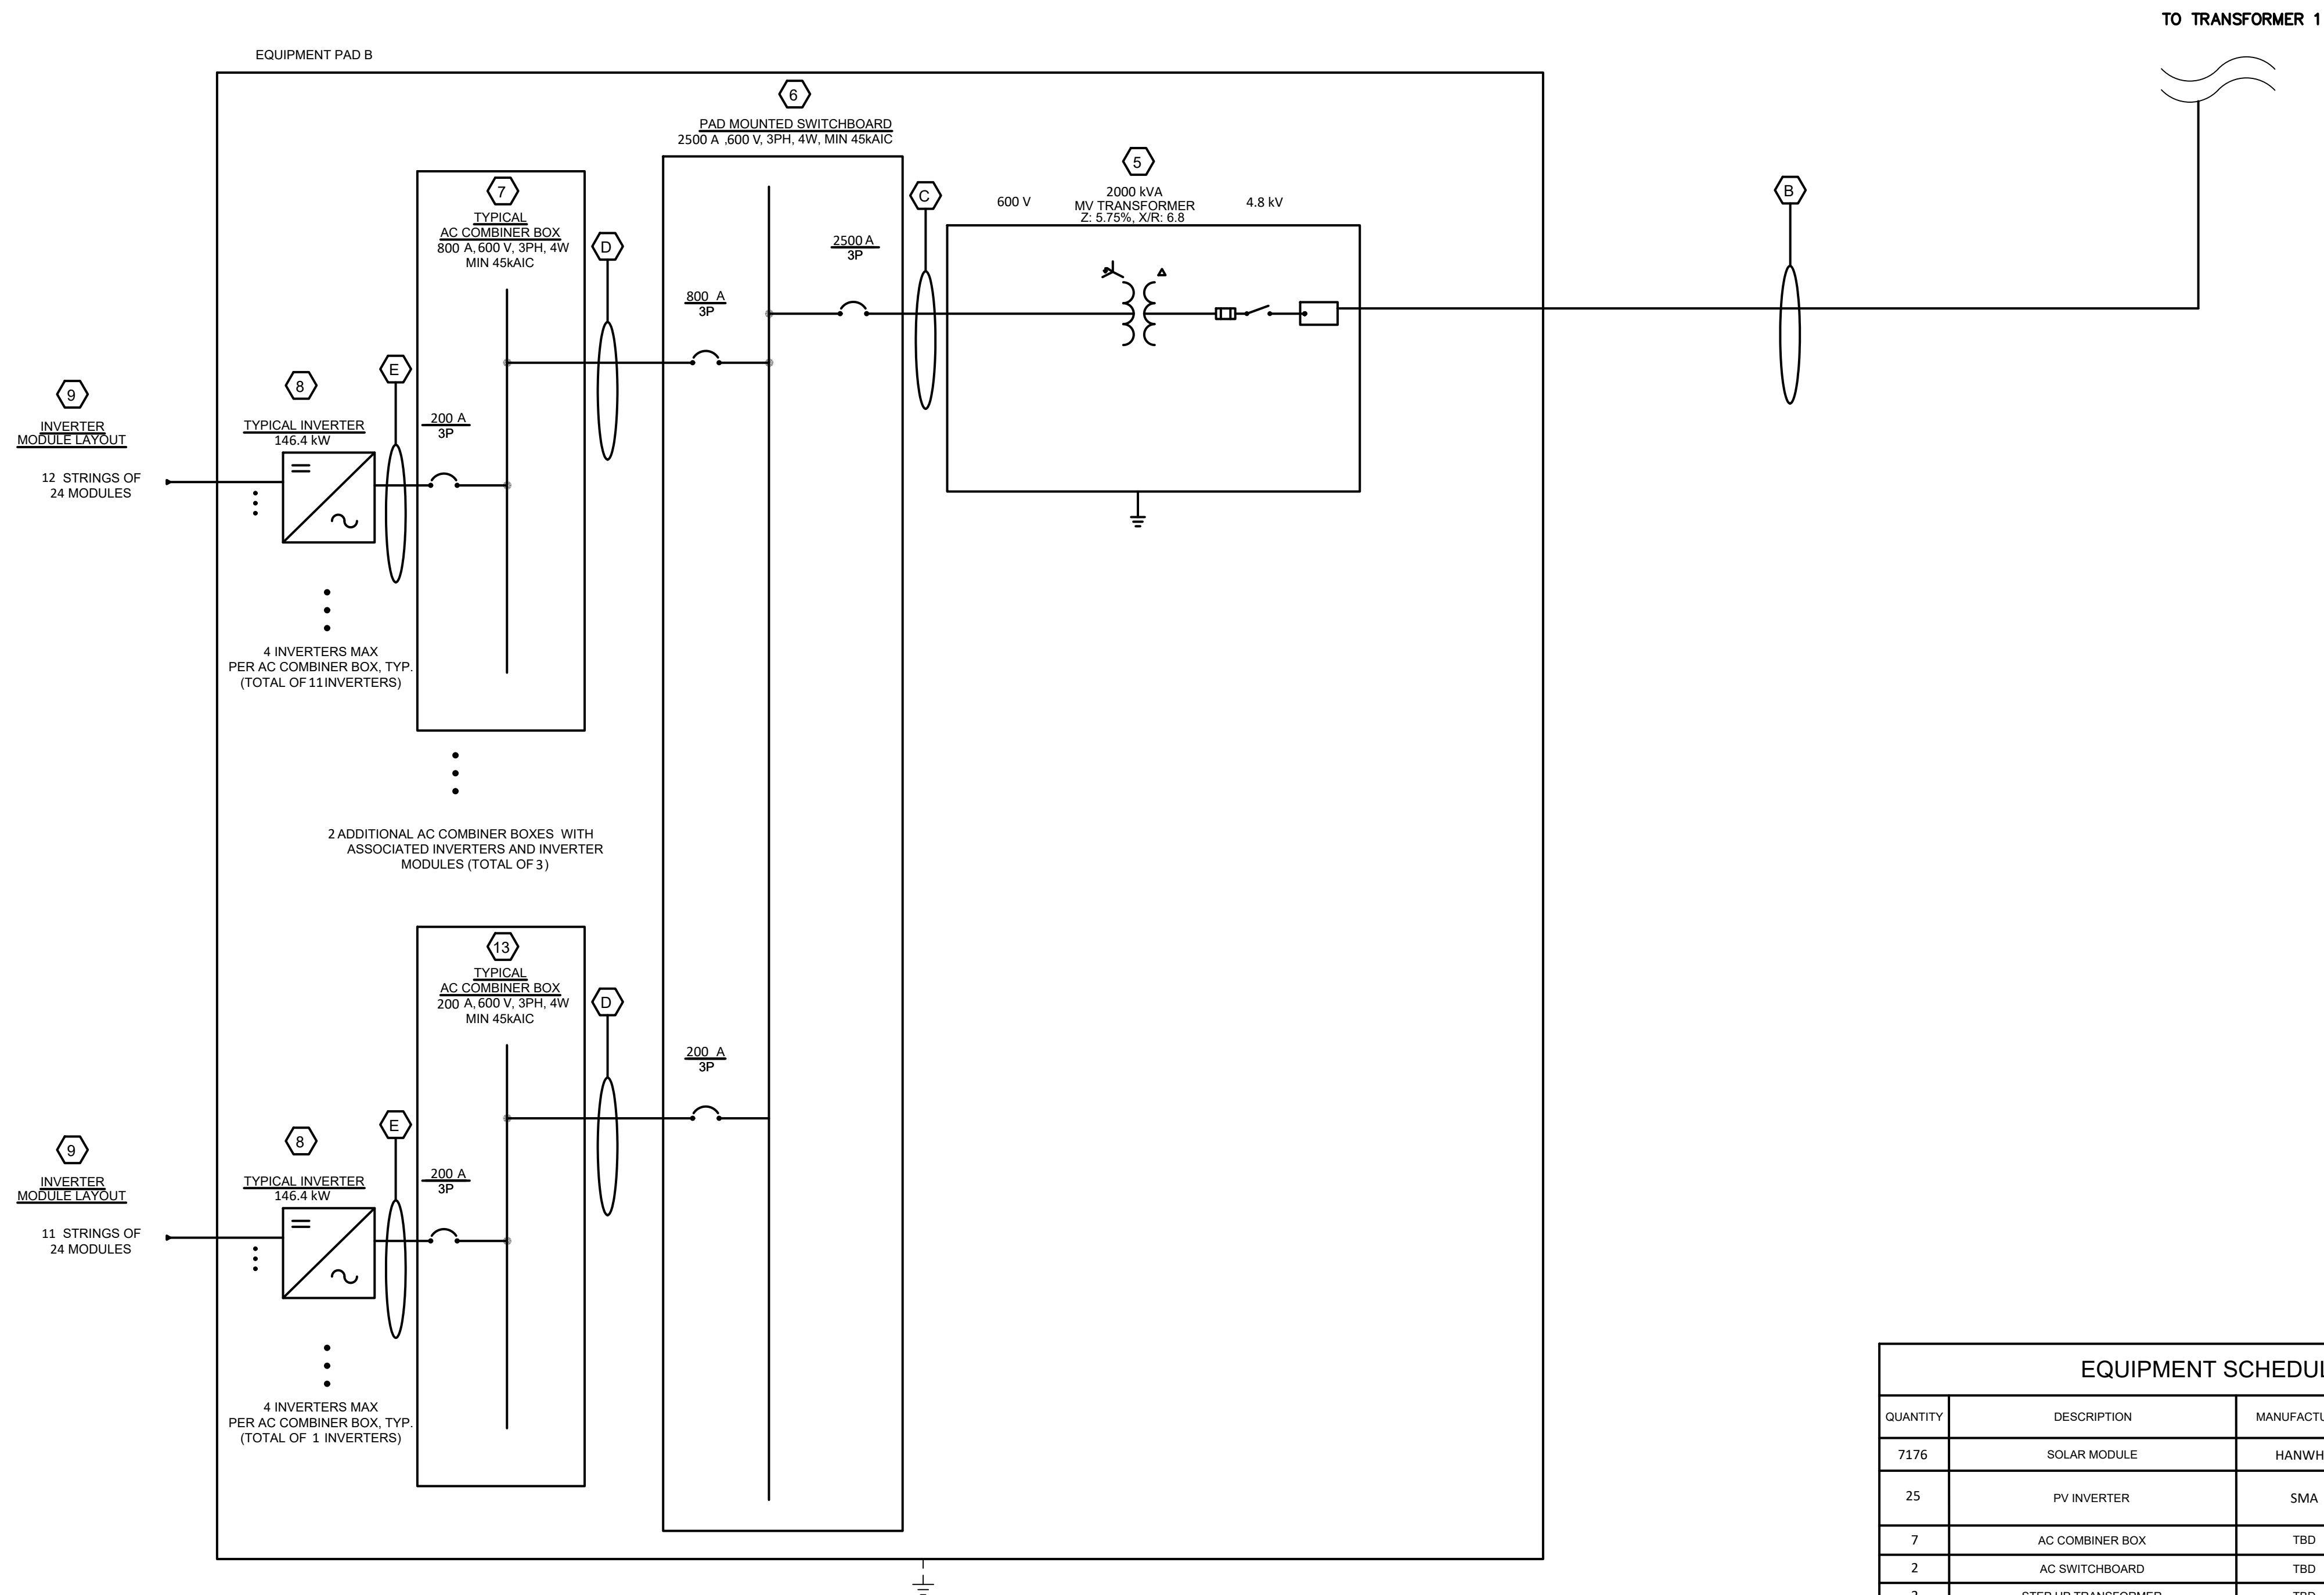 TO TRANSFORMER 1
EQUIPMENT PAD B
6
PAD MOUNTED SWITCHBOARD
2500 A ,600 V, 3PH, 4W, MIN 45kAIC
7
TYPICAL
AC COMBINER BOX
800 A, 600 V, 3PH, 4W
MIN 45kAIC
D
800 A
3P
2500 A
3P
C
600 V
5
2000 kVA
MV TRANSFORMER
Z: 5.75%, X/R: 6.8
4.8 kV
B
9
INVERTER
MODULE LAYOUT
12 STRINGS OF
24 MODULES
8
TYPICAL INVERTER
146.4 kW
E
200 A
3P
4 INVERTERS MAX
PER AC COMBINER BOX, TYP.
(TOTAL OF 11 INVERTERS)
2 ADDITIONAL AC COMBINER BOXES WITH
ASSOCIATED INVERTERS AND INVERTER
MODULES (TOTAL OF 3)
13
TYPICAL
AC COMBINER BOX
200 A, 600 V, 3PH, 4W
MIN 45kAIC
D
200 A
3P
9
INVERTER
MODULE LAYOUT
11 STRINGS OF
24 MODULES
8
TYPICAL INVERTER
146.4 kW
E
200 A
3P
4 INVERTERS MAX
PER AC COMBINER BOX, TYP.
(TOTAL OF 1 INVERTERS)
EQUIPMENT
QUANTITY DESCRIPTION
7176 SOLAR MODULE
25 PV INVERTER SMA
7 AC COMBINER BOX TBD
2 AC SWITCHBOARD TBD